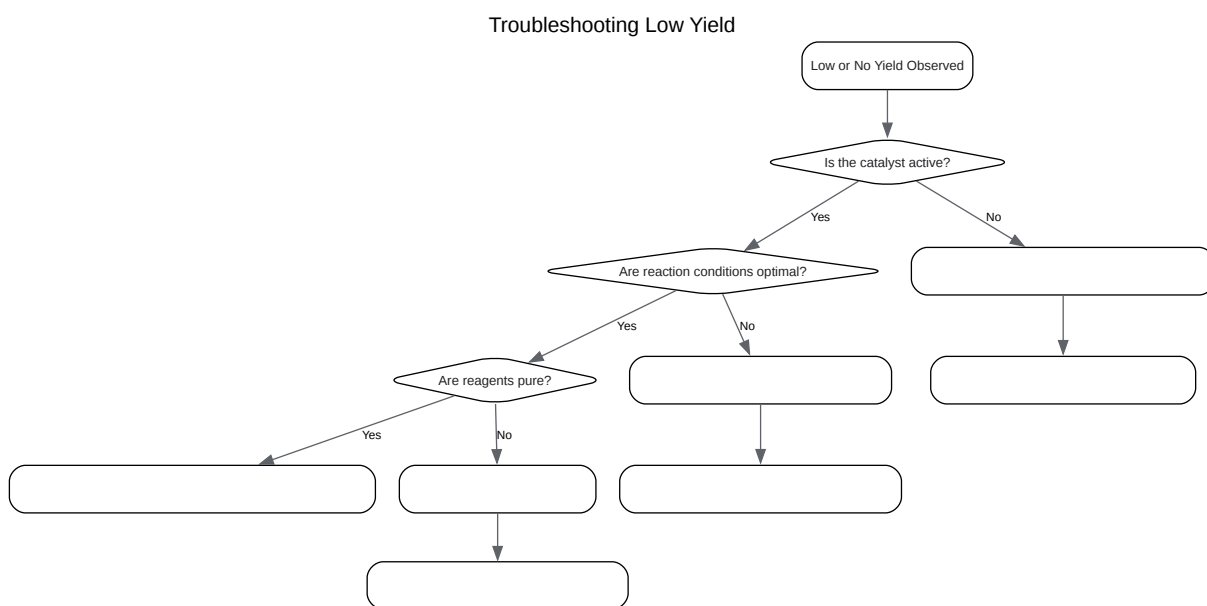 Troubleshooting Low Yield
Low or No Yield Observed
Is the catalyst active?
Yes
No
Are reaction conditions optimal?
Yes
No
Are reagents pure?
Yes
No